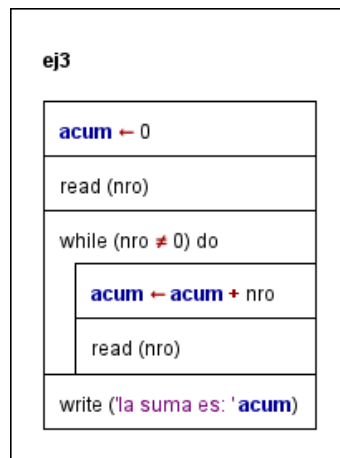 ej3
acum ← 0
read (nro)
while (nro ≠ 0) do
acum ← acum + nro
read (nro)
write ('la suma es: 'acum)